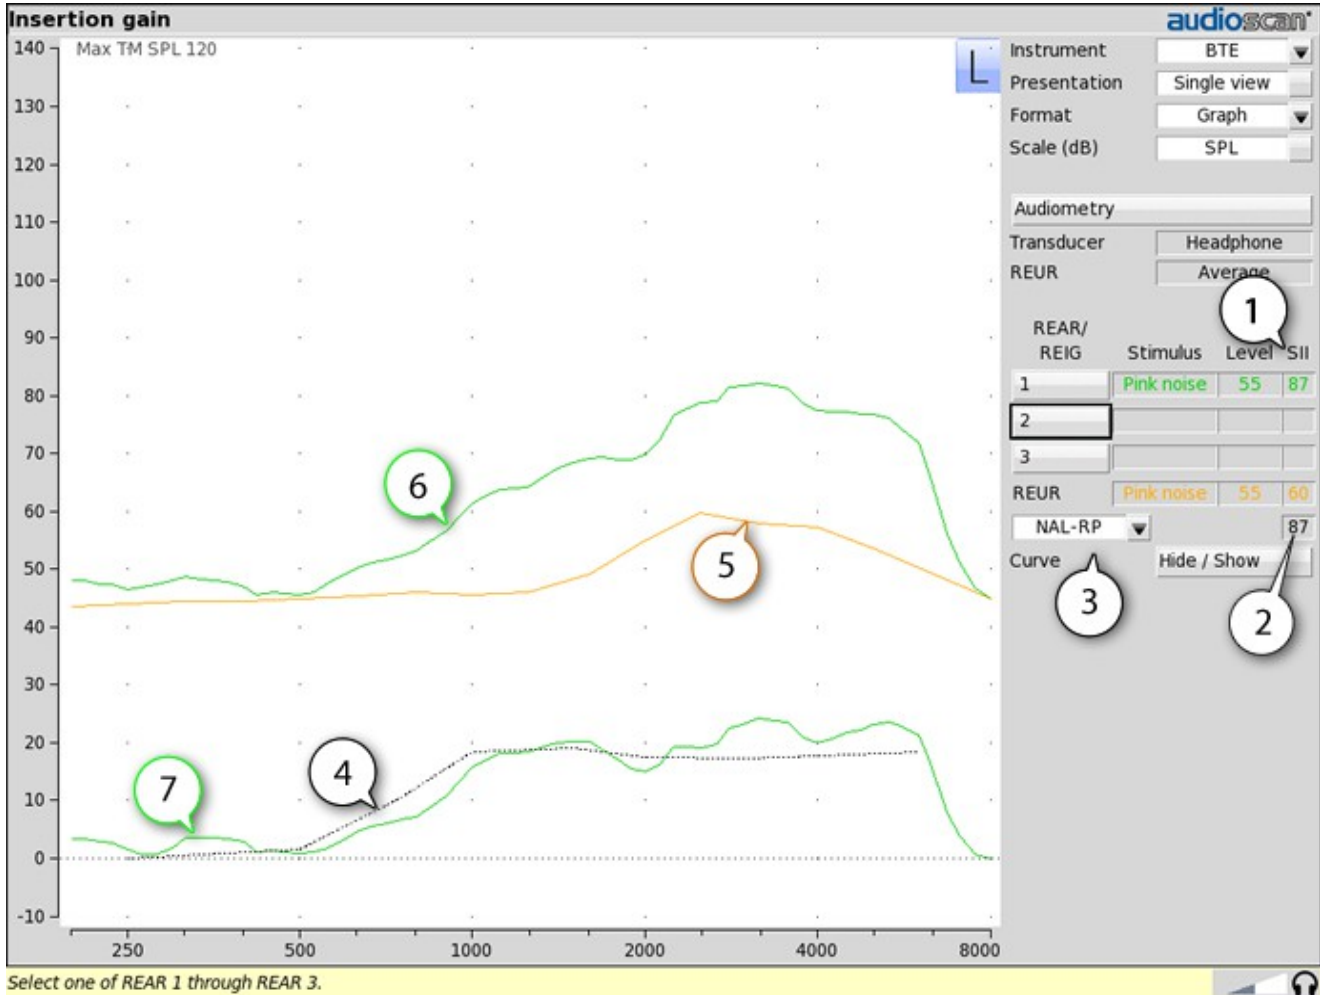 Insertion gain
audioscan
Max TM SPL 120
L
140
130
120
110
100
90
80
70
60
50
40
30
20
10
0
-10
250 500 1000 2000 4000 8000
6
5
4
7
Instrument BTE
Presentation Single view
Format Graph
Scale (dB) SPL
Audiometry
Transducer Headphone
REUR Average
1
REAR/
REIG Stimulus Level SII
1 Pink noise 55 87
2
3
REUR Pink noise 55 60
NAL-RP 87
Curve Hide / Show
3
2
Select one of REAR 1 through REAR 3.